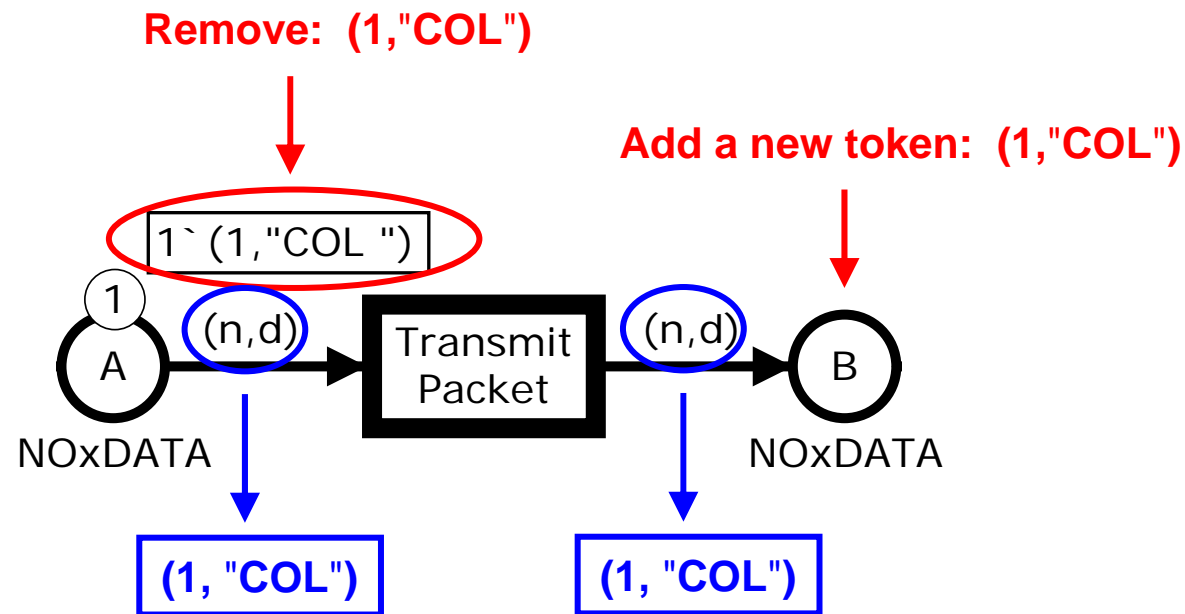 Remove: (1,"COL")
Add a new token: (1,"COL")
1`(1,"COL ")
1
(n,d)
(n,d)
A
Transmit
Packet
B
NOxDATA
NOxDATA
(1, "COL")
(1, "COL")